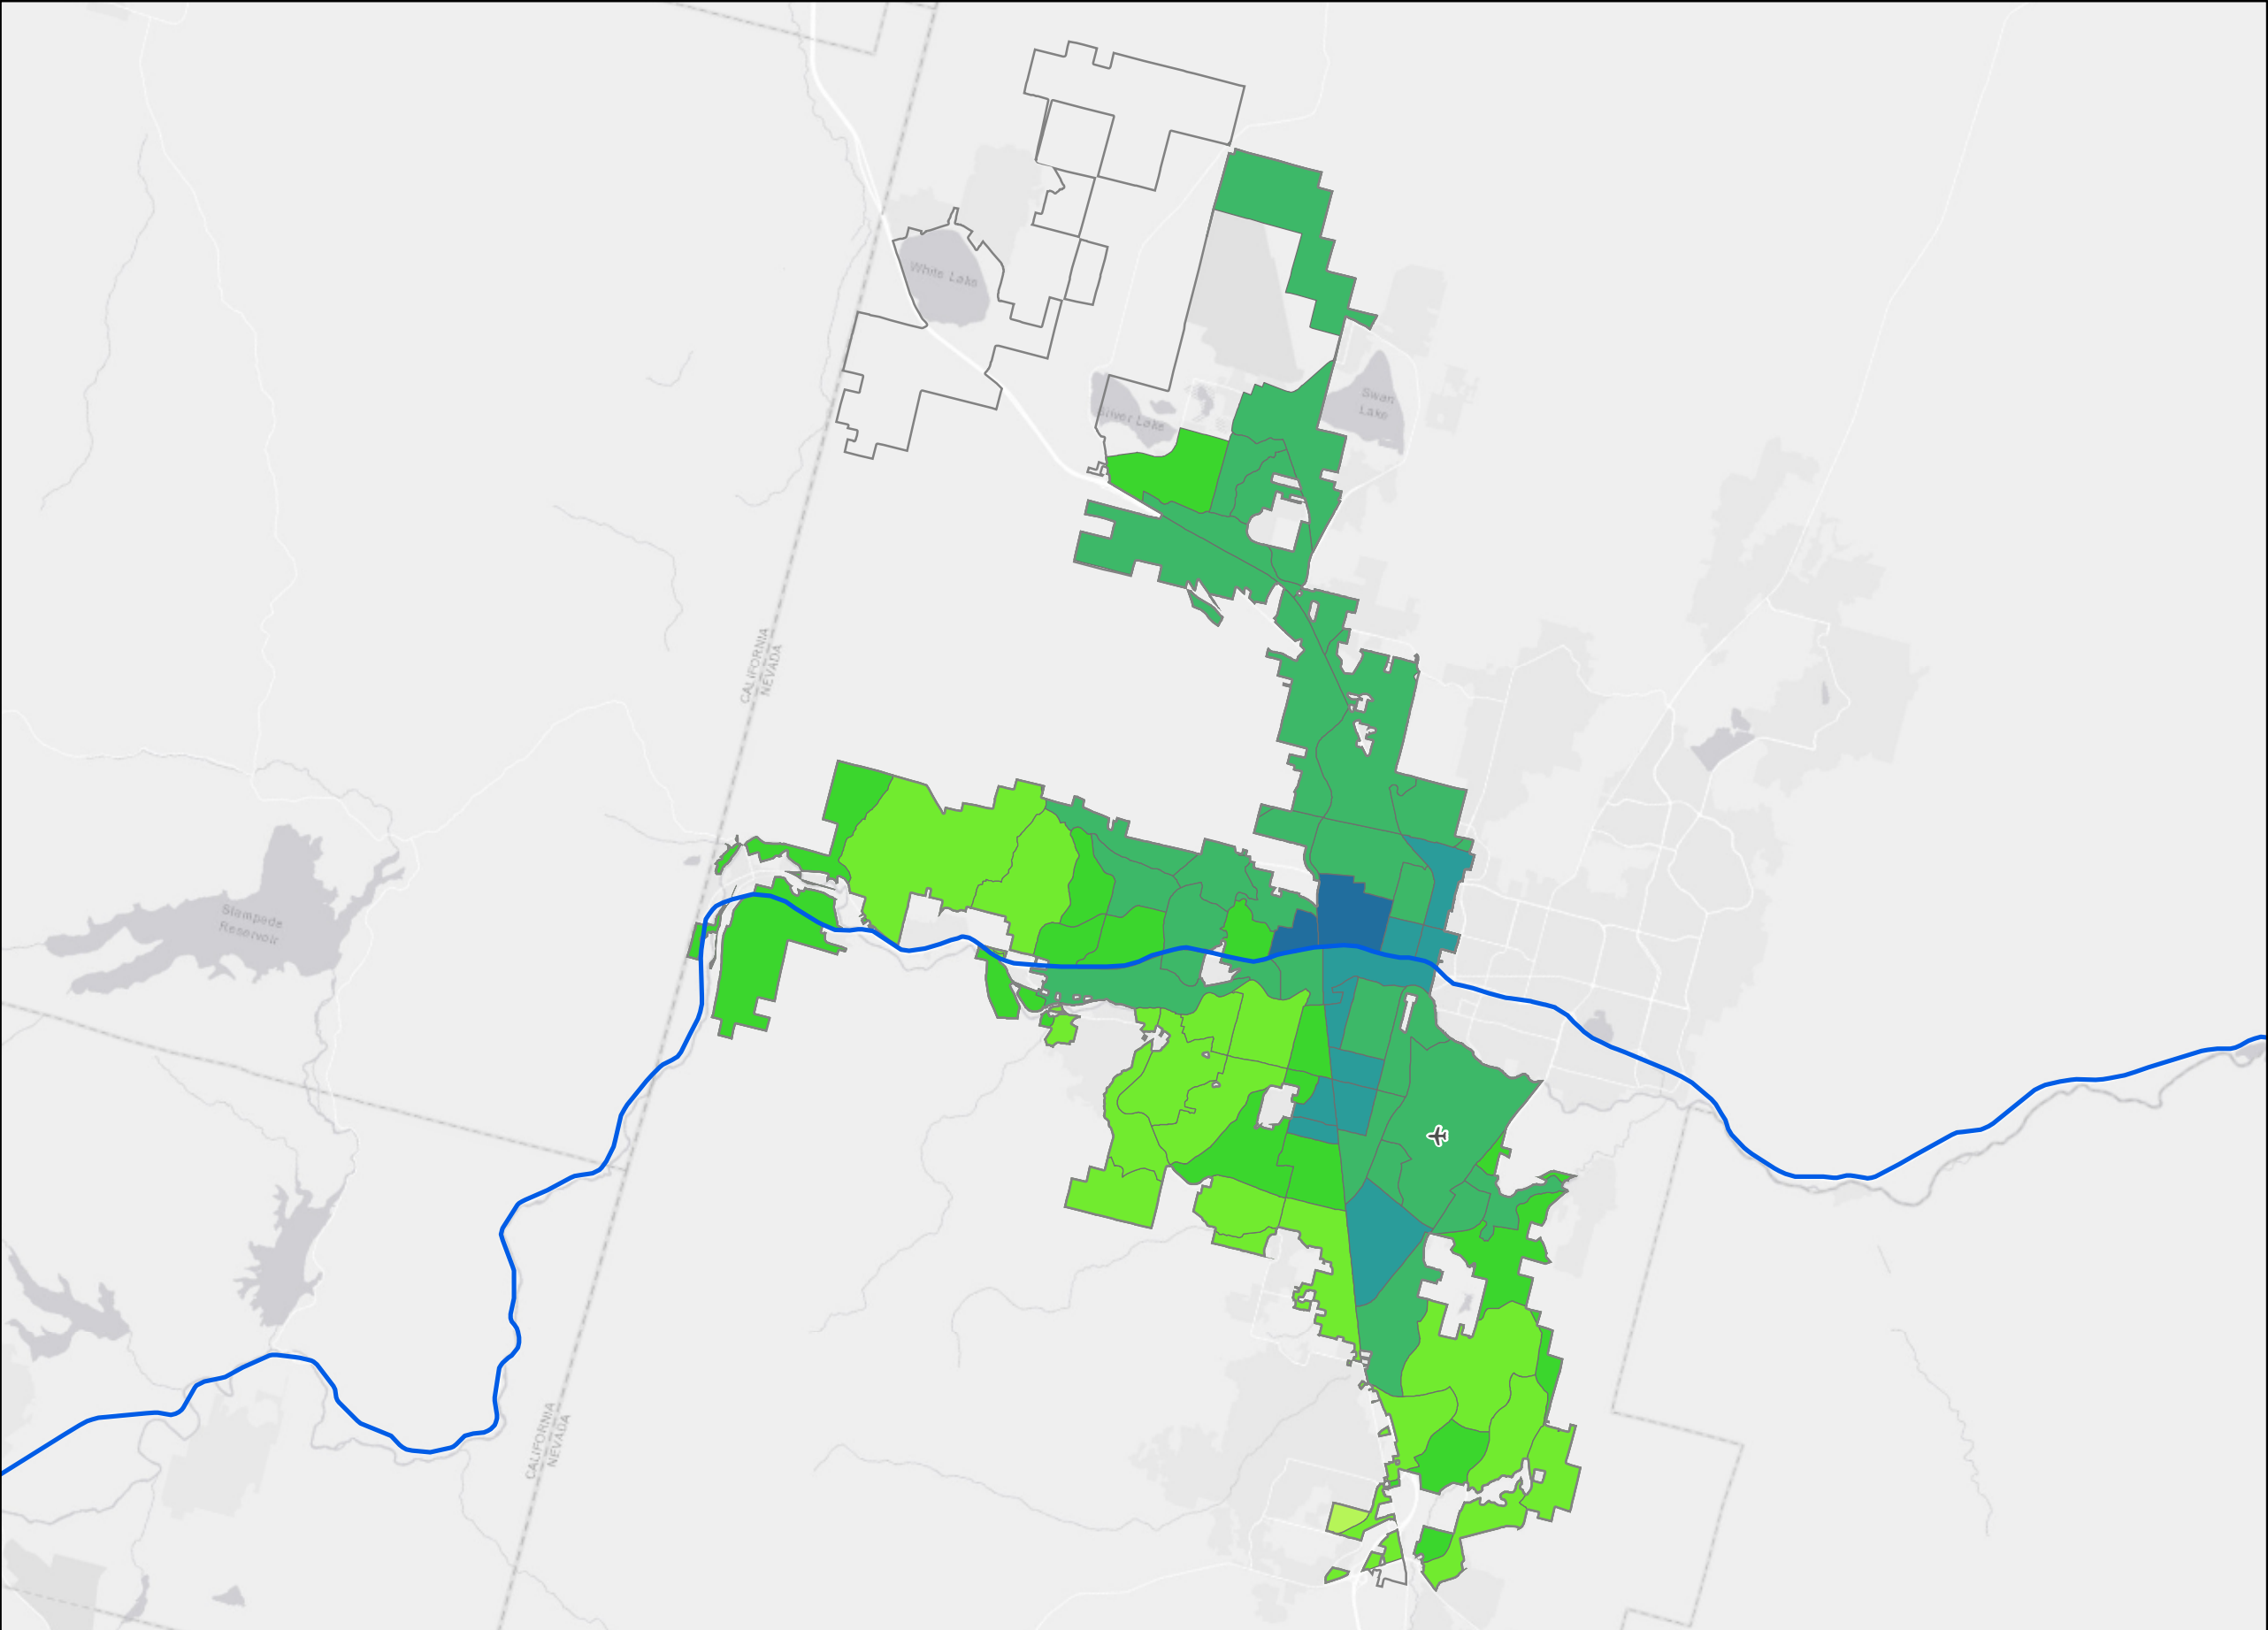 White Lake
Silver Lake
Swan
Lake
CALIFORNIA
NEVADA
Stampede
Reservoir
CALIFORNIA
NEVADA